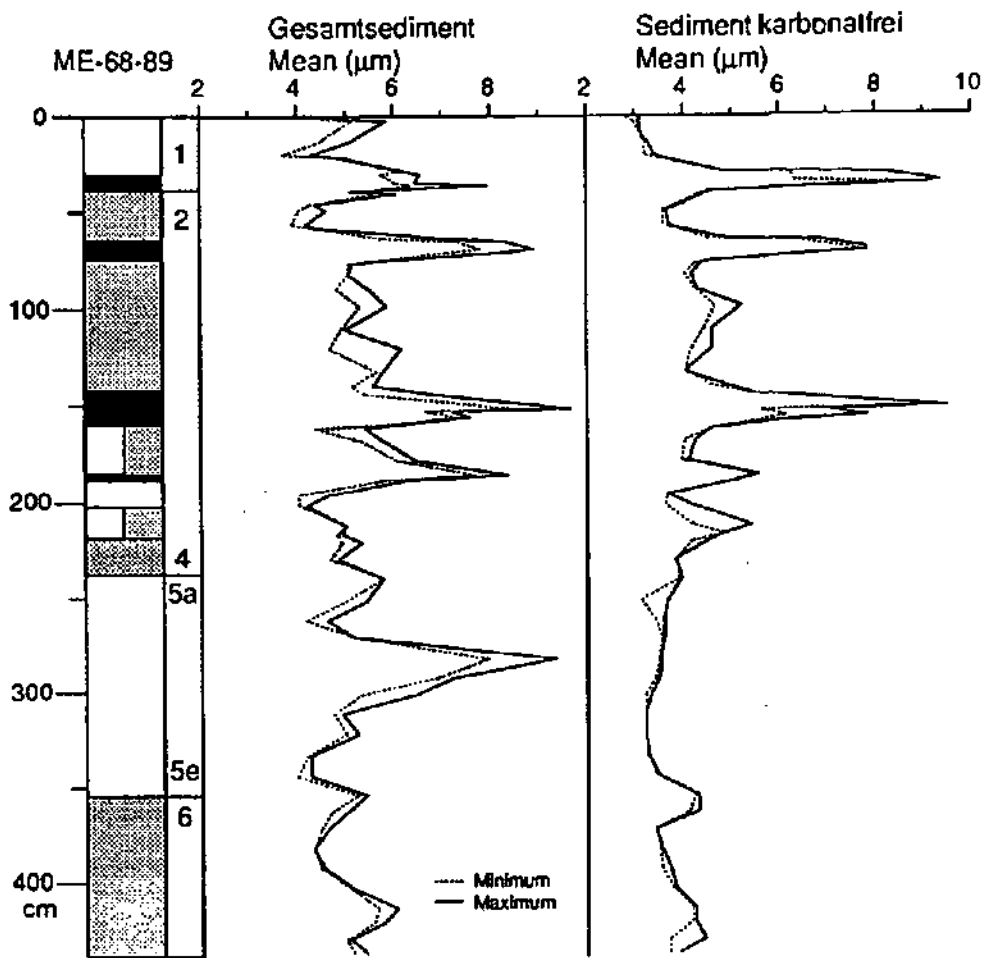 Gesamtsediment
Sediment karbonatfrei
ME-68-89
Mean (µm)
Mean (µm)
2 4 6 8 2 4 6 8 10
0
1
2
100
200
4
5a
300
5e
6
400
cm
Minimum
Maximum